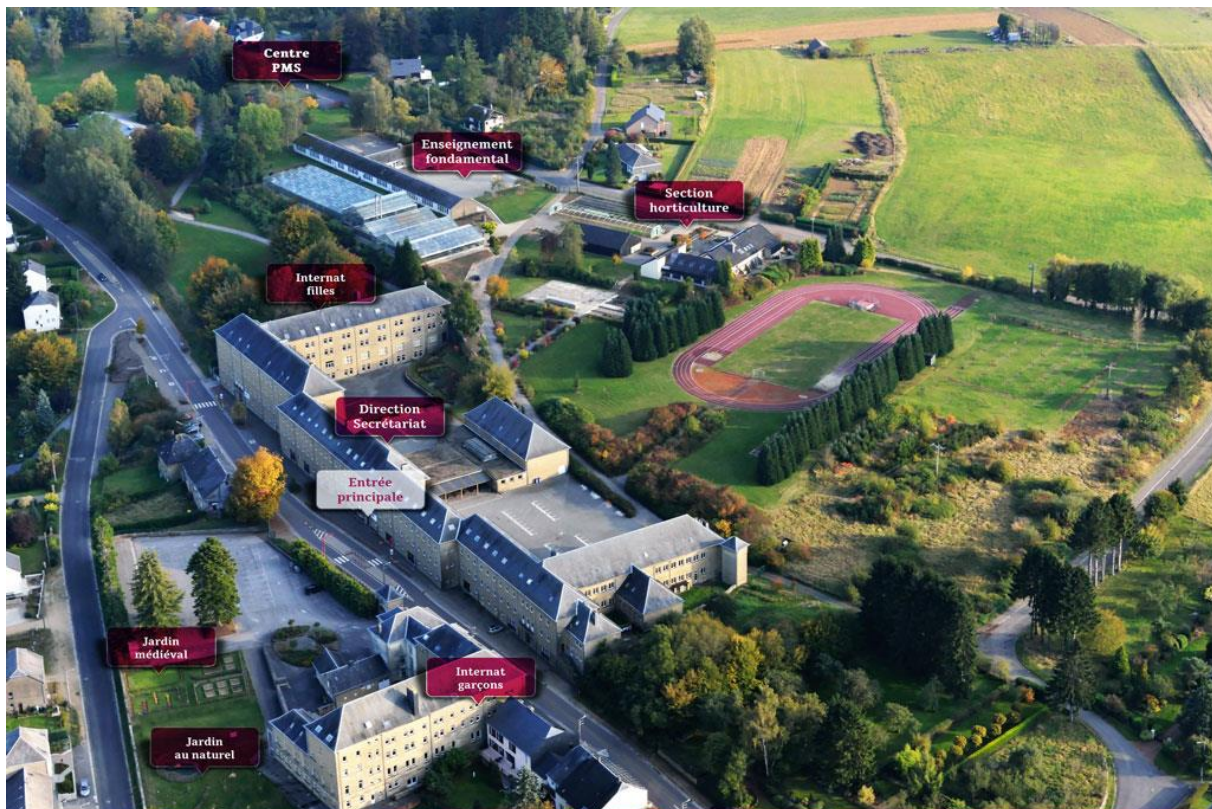 Centre
PMS
Enseignement
fondamental
Section
horticulture
Internat
filles
Direction
Secrétariat
Entrée
principale
Jardin
médiéval
Internat
garçons
Jardin
au naturel